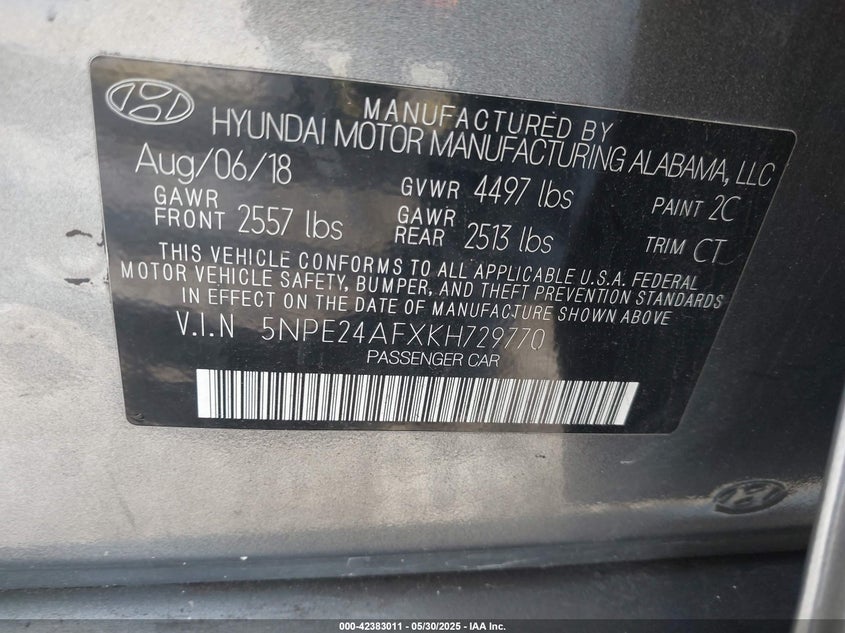 MANUFACTURED BY
HYUNDAI MOTOR MANUFACTURING ALABAMA, LLC
Aug/06/18 GVWR 4497 lbs PAINT 2C
GAWR FRONT 2557 lbs GAWR REAR 2513 lbs TRIM CT
THIS VEHICLE CONFORMS TO ALL APPLICABLE U.S.A. FEDERAL
MOTOR VEHICLE SAFETY, BUMPER, AND THEFT PREVENTION STANDARDS
IN EFFECT ON THE DATE OF MANUFACTURE SHOWN ABOVE.
V.I.N 5NPE24AFXKH729770
PASSENGER CAR
000-42383011 - 05/30/2025 - IAA Inc.